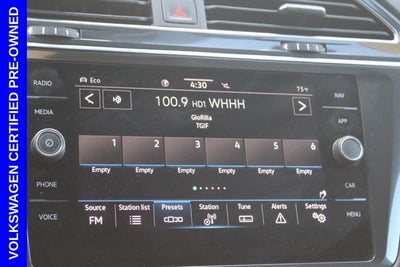 VOLKSWAGEN CERTIFIED PRE-OWNED
RADIO
MEDIA
PHONE
VOICE
NAV
APP
CAR
MENU
Eco
4:30
75°F
100.9 HD1 WHHH
GloRilla
TGIF
1 2 3 4 5 6
Empty Empty Empty Empty Empty Empty
Source Station list Presets Station Tune Alerts Settings
FM